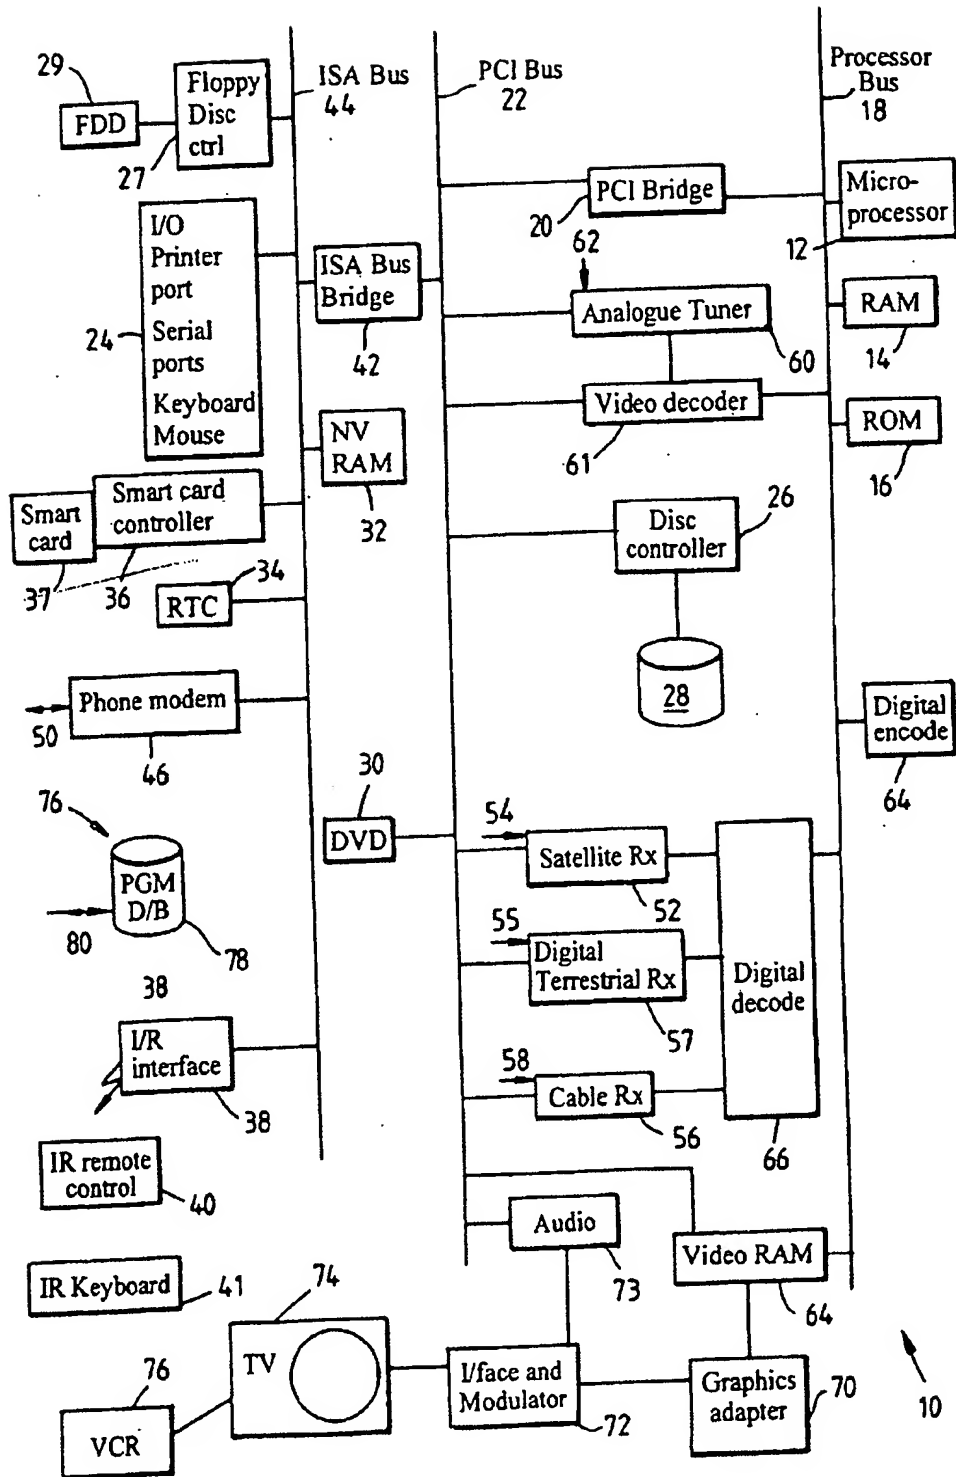 29
FDD
Floppy
Disc
ctrl
27
ISA Bus
44
PCI Bus
22
Processor
Bus
18
PCI Bridge
20
Micro-
processor
12
I/O
Printer
port
Serial
ports
Keyboard
Mouse
24
ISA Bus
Bridge
42
62
Analogue Tuner
60
RAM
14
Video decoder
61
ROM
16
NV
RAM
32
Smart
card
37
Smart card
controller
36
Disc
controller
26
34
RTC
28
Phone modem
50
46
Digital
encode
64
30
DVD
76
PGM
D/B
80
78
54
Satellite Rx
52
55
Digital
Terrestrial Rx
57
Digital
decode
66
38
I/R
interface
38
58
Cable Rx
56
IR remote
control
40
Audio
73
Video RAM
64
IR Keyboard
41
74
TV
76
VCR
I/face and
Modulator
72
Graphics
adapter
70
10